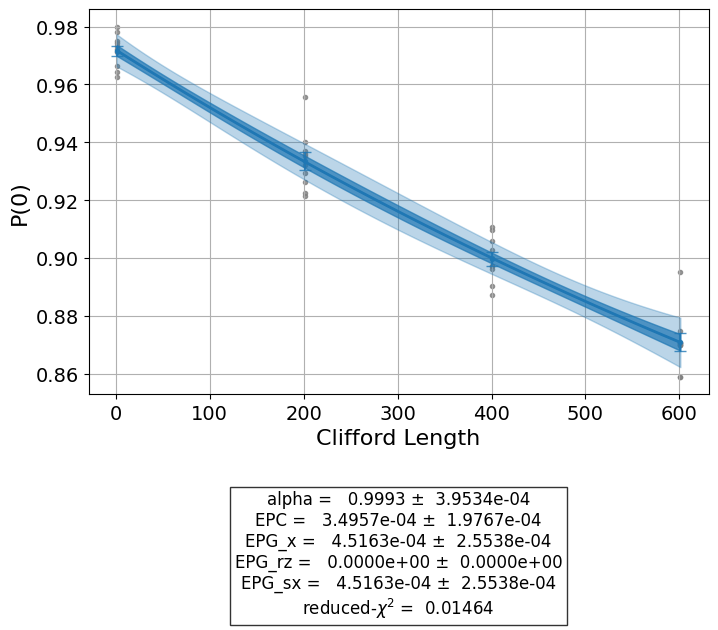 0.98
0.96
0.94
0.92
0.90
0.88
0.86
P(0)
0 100 200 300 400 500 600
Clifford Length
alpha = 0.9993 ± 3.9534e-04
EPC = 3.4957e-04 ± 1.9767e-04
EPG_x = 4.5163e-04 ± 2.5538e-04
EPG_rz = 0.0000e+00 ± 0.0000e+00
EPG_sx = 4.5163e-04 ± 2.5538e-04
reduced-χ² = 0.01464